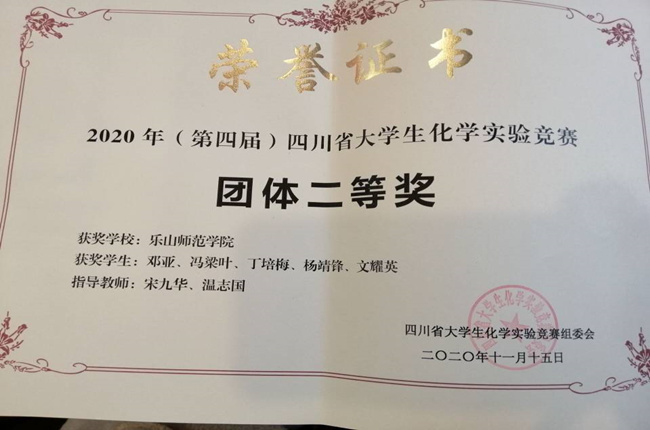 荣誉证书
2020年（第四届）四川省大学生化学实验竞赛
团体二等奖
获奖学校：乐山师范学院
获奖学生：邓亚、冯梁叶、丁培梅、杨靖锋、文耀英
指导教师：宋九华、温志国
四川省大学生化学实验竞赛组委会
二〇二〇年十一月十五日